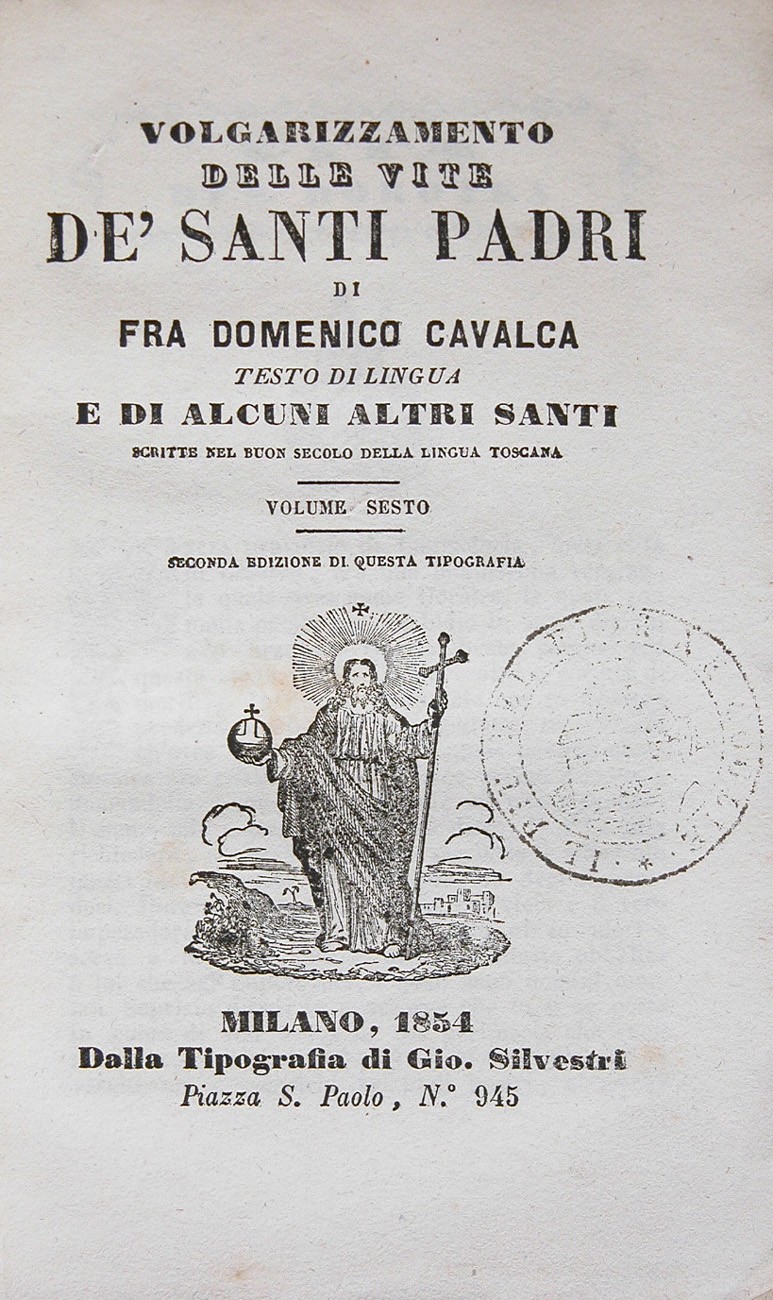 VOLGARIZZAMENTO
DELLE VITE
DE' SANTI PADRI
DI
FRA DOMENICO CAVALCA
TESTO DI LINGUA
E DI ALCUNI ALTRI SANTI
SCRITTE NEL BUON SECOLO DELLA LINGUA TOSCANA
VOLUME SESTO
SECONDA EDIZIONE DI QUESTA TIPOGRAFIA
MILANO, 1854
Dalla Tipografia di Gio. Silvestri
Piazza S. Paolo, N.° 945